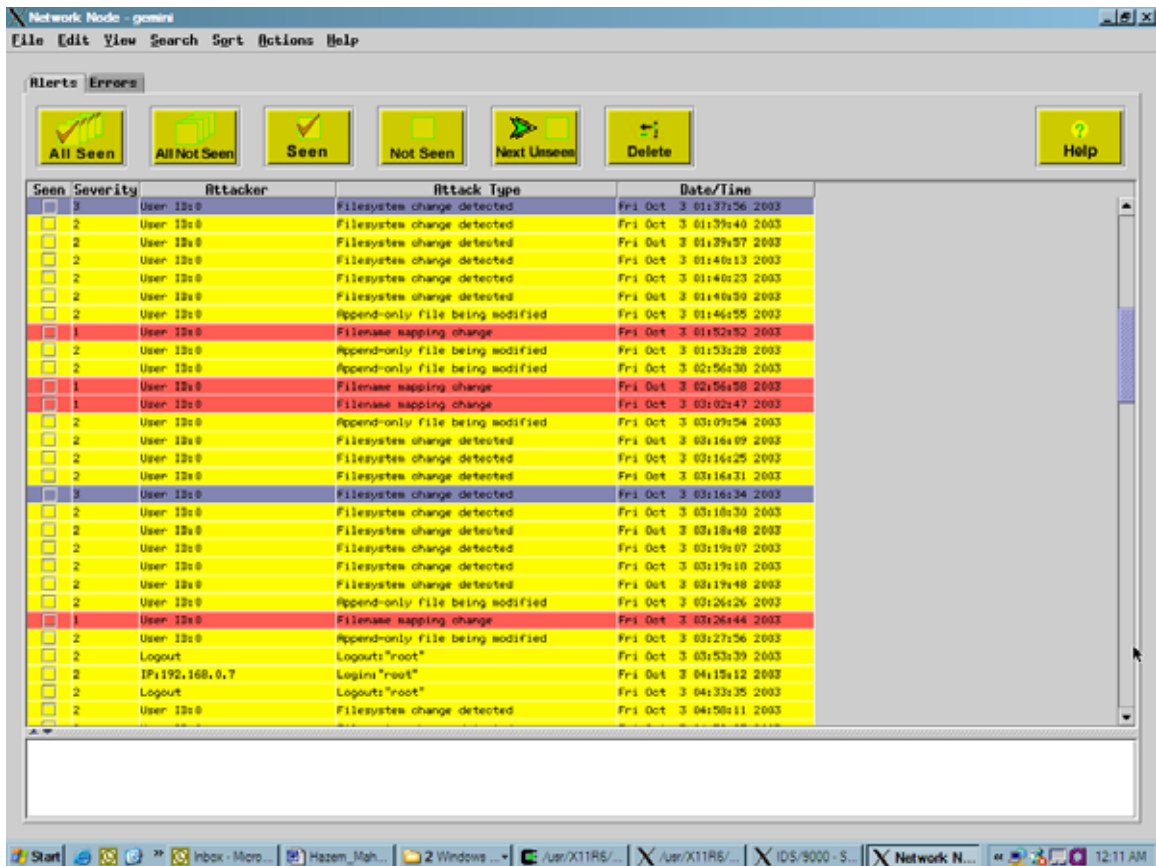 Network Node - gemini
File Edit View Search Sort Actions Help
Alerts Errors
All Seen All Not Seen Seen Not Seen Next Unseen Delete Help
Seen Severity Attacker Attack Type Date/Time
3 User ID:0 Filesystem change detected Fri Oct 3 01:37:56 2003
2 User ID:0 Filesystem change detected Fri Oct 3 01:39:40 2003
2 User ID:0 Filesystem change detected Fri Oct 3 01:39:57 2003
2 User ID:0 Filesystem change detected Fri Oct 3 01:40:13 2003
2 User ID:0 Filesystem change detected Fri Oct 3 01:40:23 2003
2 User ID:0 Filesystem change detected Fri Oct 3 01:40:50 2003
2 User ID:0 Append-only file being modified Fri Oct 3 01:46:55 2003
1 User ID:0 Filename mapping change Fri Oct 3 01:52:52 2003
2 User ID:0 Append-only file being modified Fri Oct 3 01:53:28 2003
2 User ID:0 Append-only file being modified Fri Oct 3 02:56:38 2003
1 User ID:0 Filename mapping change Fri Oct 3 02:56:58 2003
1 User ID:0 Filename mapping change Fri Oct 3 03:02:47 2003
2 User ID:0 Append-only file being modified Fri Oct 3 03:09:54 2003
2 User ID:0 Filesystem change detected Fri Oct 3 03:16:09 2003
2 User ID:0 Filesystem change detected Fri Oct 3 03:16:25 2003
2 User ID:0 Filesystem change detected Fri Oct 3 03:16:31 2003
3 User ID:0 Filesystem change detected Fri Oct 3 03:16:34 2003
2 User ID:0 Filesystem change detected Fri Oct 3 03:18:30 2003
2 User ID:0 Filesystem change detected Fri Oct 3 03:18:48 2003
2 User ID:0 Filesystem change detected Fri Oct 3 03:19:07 2003
2 User ID:0 Filesystem change detected Fri Oct 3 03:19:18 2003
2 User ID:0 Filesystem change detected Fri Oct 3 03:19:48 2003
2 User ID:0 Append-only file being modified Fri Oct 3 03:26:26 2003
1 User ID:0 Filename mapping change Fri Oct 3 03:26:44 2003
2 User ID:0 Append-only file being modified Fri Oct 3 03:27:56 2003
2 Logout Logout:"root" Fri Oct 3 03:53:39 2003
2 IP:192.168.0.7 Login:"root" Fri Oct 3 04:15:12 2003
2 Logout Logout:"root" Fri Oct 3 04:33:35 2003
2 User ID:0 Filesystem change detected Fri Oct 3 04:58:11 2003
Start Inbox - Micro... Hazem_Mah... 2 Windows ... /usr/X11R6/... /usr/X11R6/... IDS/9000 - S... Network N... 12:11 AM